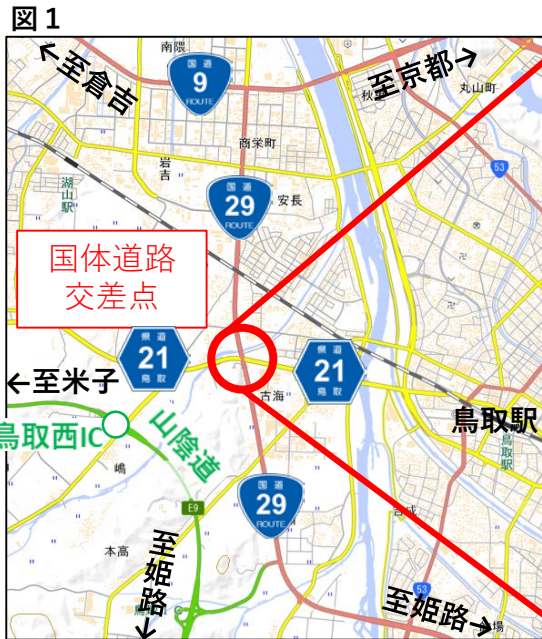 図1
南隈
国道
9
ROUTE
←至倉吉
至京都→
秋里
丸山町
53
商栄町
岩吉
湖山駅
国道
29
ROUTE
安長
国体道路
交差点
県道
21
鳥取
県道
21
鳥取
←至米子
古海
鳥取駅
鳥取駅
鳥取西IC
山陰道
嶋
国道
29
ROUTE
吉成
E9
本高
至姫路→
53
至姫路→